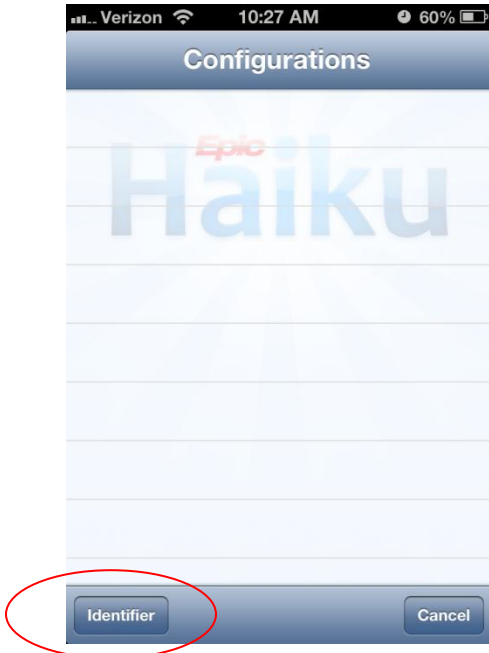 Verizon 10:27 AM 60%
Configurations
Epic
Haiku
Identifier Cancel